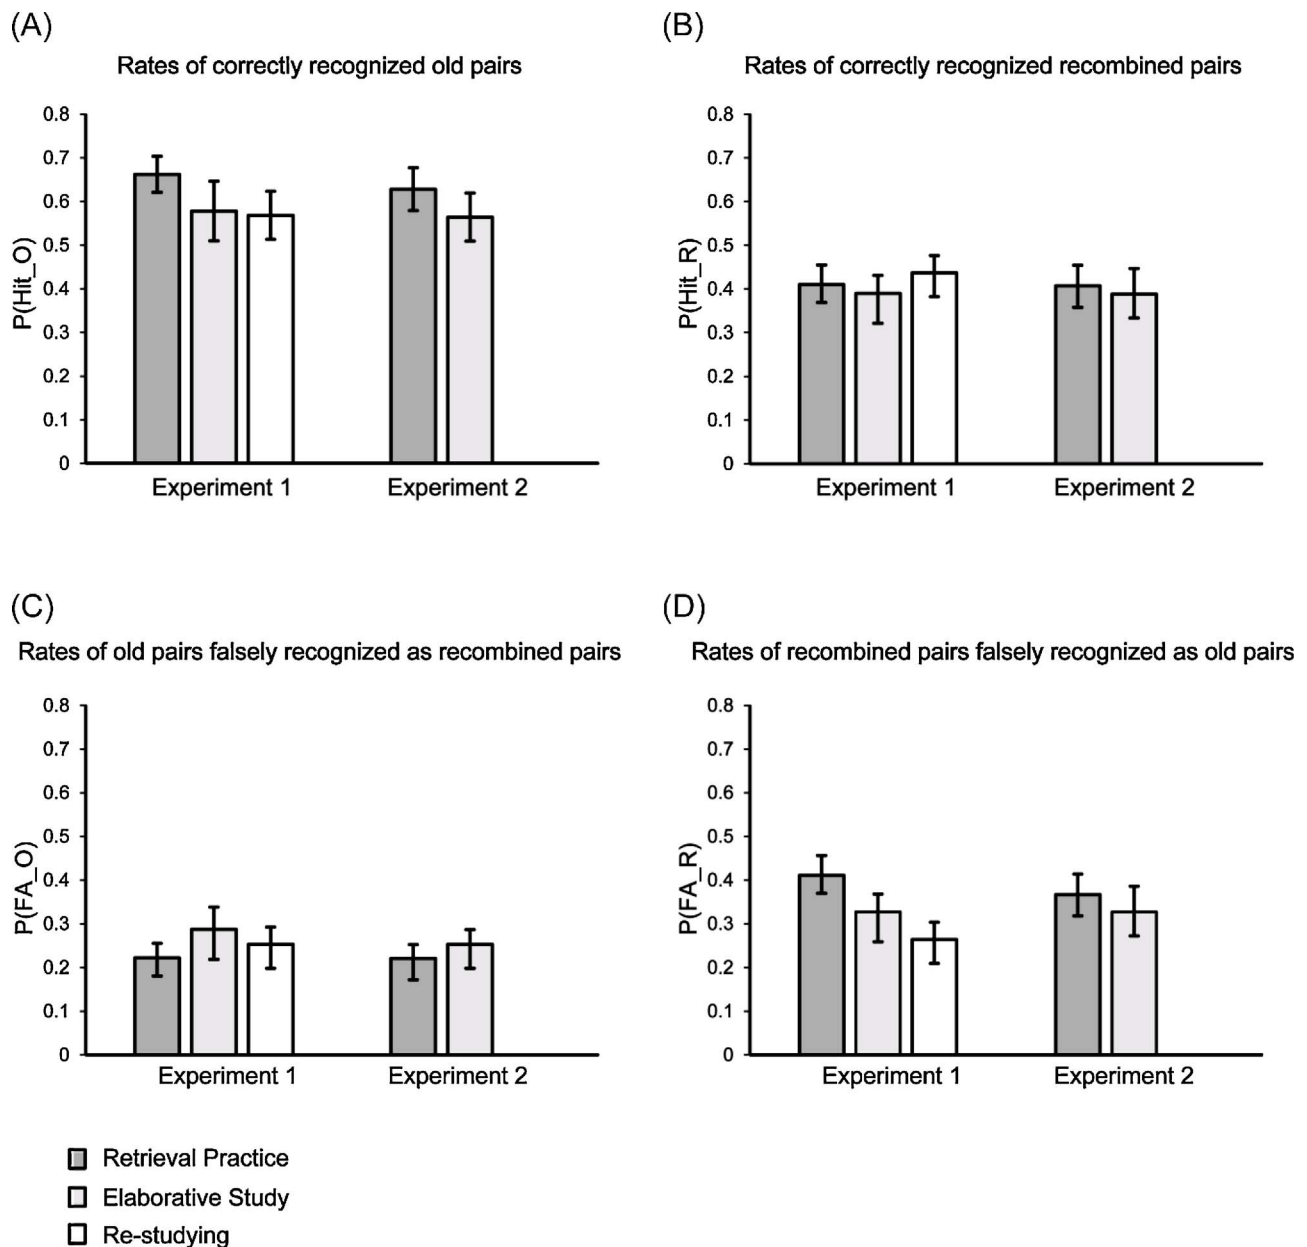 (A)
Rates of correctly recognized old pairs
P(Hit_O)
0.8
0.7
0.6
0.5
0.4
0.3
0.2
0.1
0
Experiment 1
Experiment 2
(B)
Rates of correctly recognized recombined pairs
P(Hit_R)
0.8
0.7
0.6
0.5
0.4
0.3
0.2
0.1
0
Experiment 1
Experiment 2
(C)
Rates of old pairs falsely recognized as recombined pairs
P(FA_O)
0.8
0.7
0.6
0.5
0.4
0.3
0.2
0.1
0
Experiment 1
Experiment 2
(D)
Rates of recombined pairs falsely recognized as old pairs
P(FA_R)
0.8
0.7
0.6
0.5
0.4
0.3
0.2
0.1
0
Experiment 1
Experiment 2
Retrieval Practice
Elaborative Study
Re-studying